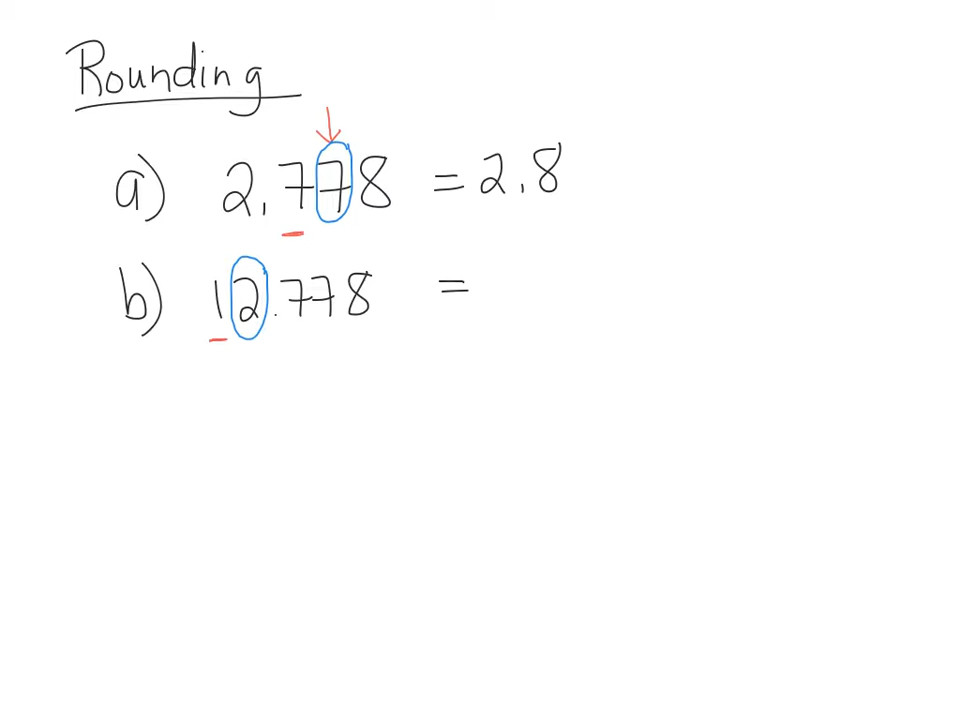 Rounding
a) 2.778 = 2.8
b) 12.778 =